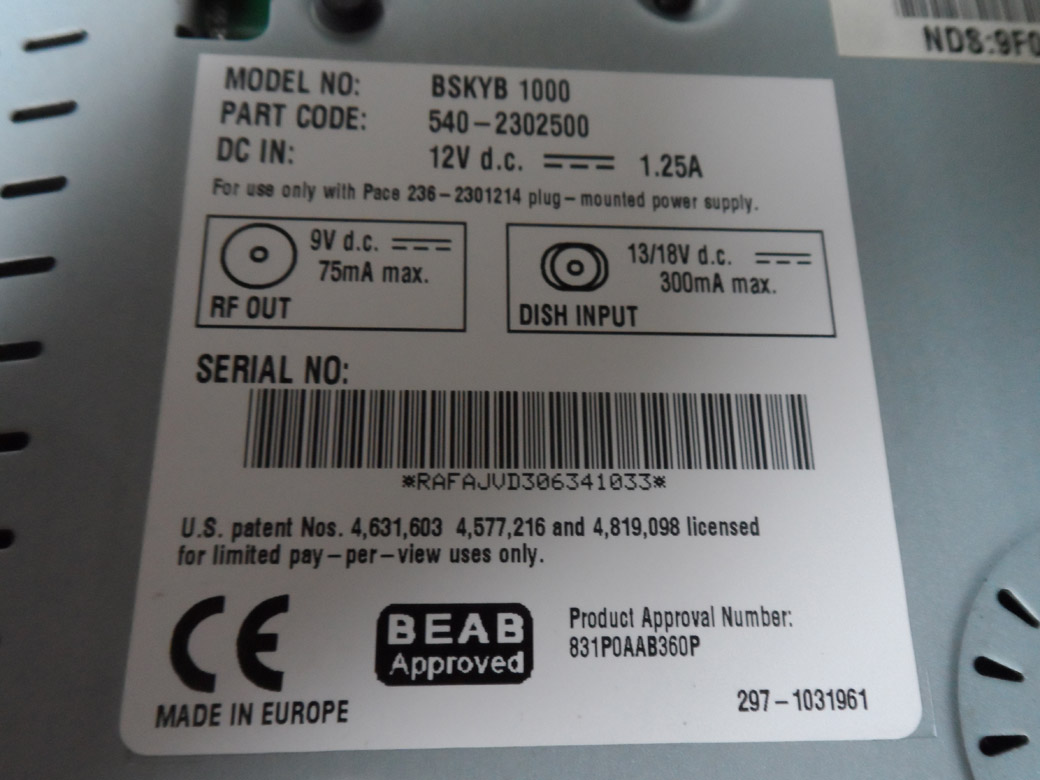 NDS:9F0
MODEL NO: BSKYB 1000
PART CODE: 540-2302500
DC IN: 12V d.c. 1.25A
For use only with Pace 236-2301214 plug-mounted power supply.
9V d.c.
75mA max.
RF OUT
13/18V d.c.
300mA max.
DISH INPUT
SERIAL NO:
*RAFAJVD306341033*
U.S. patent Nos. 4,631,603 4,577,216 and 4,819,098 licensed
for limited pay-per-view uses only.
CE
BEAB
Approved
Product Approval Number:
831P0AAB360P
MADE IN EUROPE
297-1031961